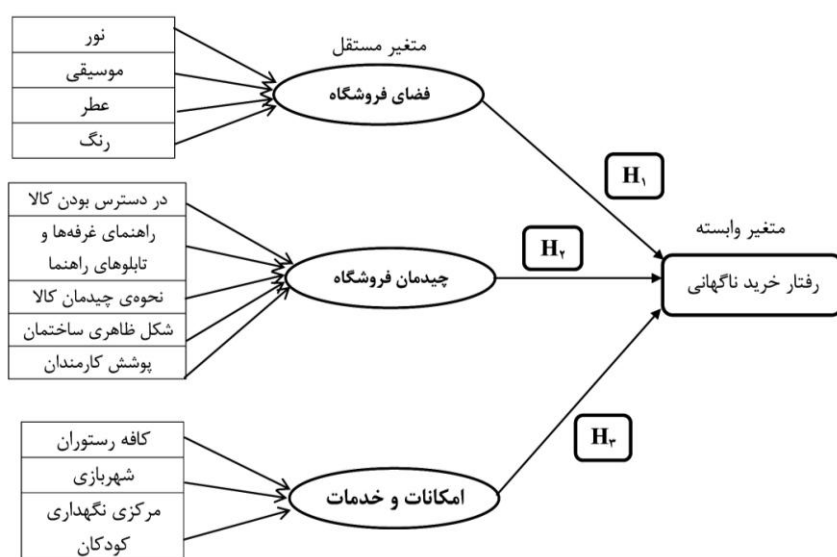 متغیر مستقل
نور
موسیقی
عطر
رنگ
فضای فروشگاه
H۱
در دسترس بودن کالا
راهنمای غرفه‌ها و
تابلوهای راهنما
نحوه‌ی چیدمان کالا
شکل ظاهری ساختمان
پوشش کارمندان
چیدمان فروشگاه
H۲
متغیر وابسته
رفتار خرید ناگهانی
کافه رستوران
شهربازی
مرکزی نگهداری
کودکان
امکانات و خدمات
H۳